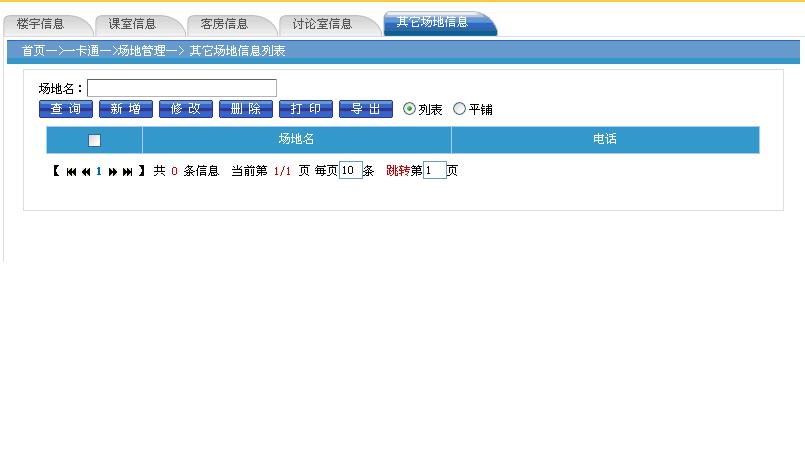 楼宇信息 课室信息 客房信息 讨论室信息 其它场地信息
首页—>一卡通—>场地管理—> 其它场地信息列表
场地名：
查 询 新 增 修 改 删 除 打 印 导 出 列表 平铺
场地名 电话
【 1 】 共 0 条信息 当前第 1/1 页 每页10条 跳转第1页